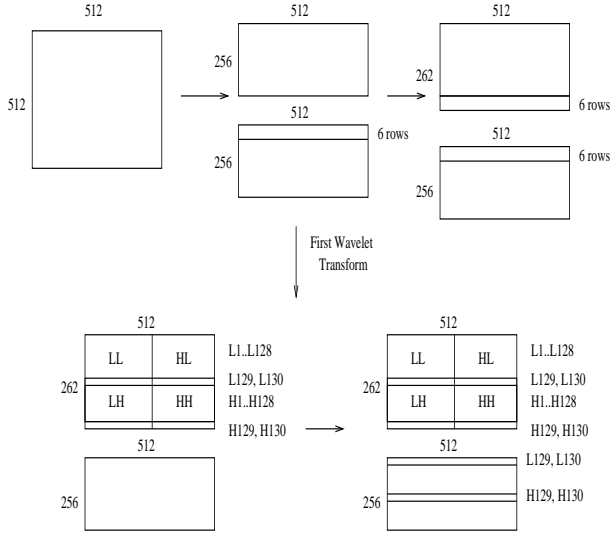 512
512
512
512
256
262
6 rows
512
512
6 rows
6 rows
256
256
First Wavelet
Transform
512
512
LL
HL
L1..L128
LL
HL
L1..L128
262
L129, L130
262
L129, L130
LH
HH
H1..H128
LH
HH
H1..H128
H129, H130
H129, H130
512
512
L129, L130
256
256
H129, H130